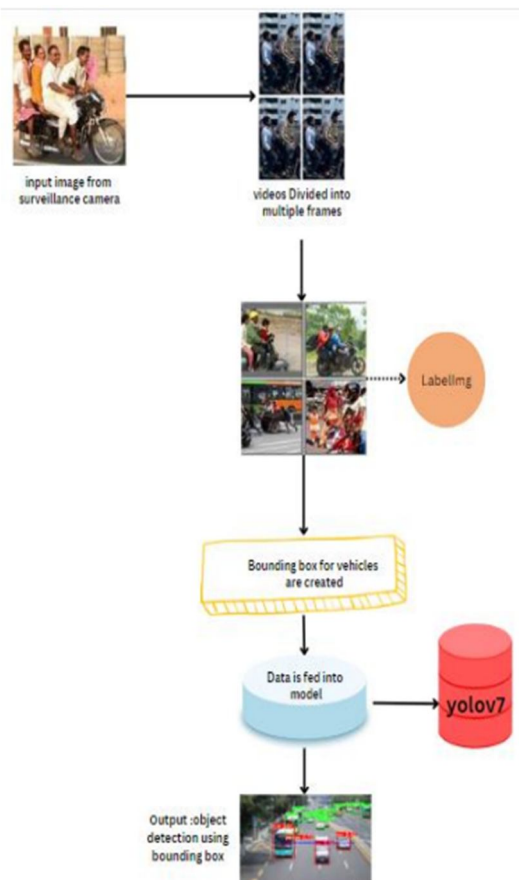 input image from
surveillance camera
videos Divided into
multiple frames
LabelImg
Bounding box for vehicles
are created
Data is fed into
model
yolov7
Output :object
detection using
bounding box